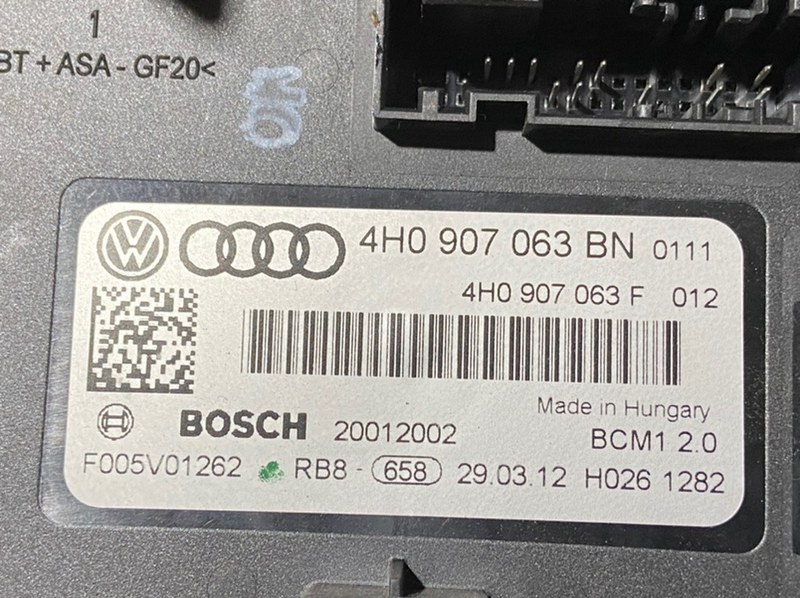 1
BT + ASA - GF20<
4H0 907 063 BN 0111
4H0 907 063 F 012
Made in Hungary
BOSCH 20012002
BCM1 2.0
F005V01262 RB8 - 658 29.03.12 H026 1282